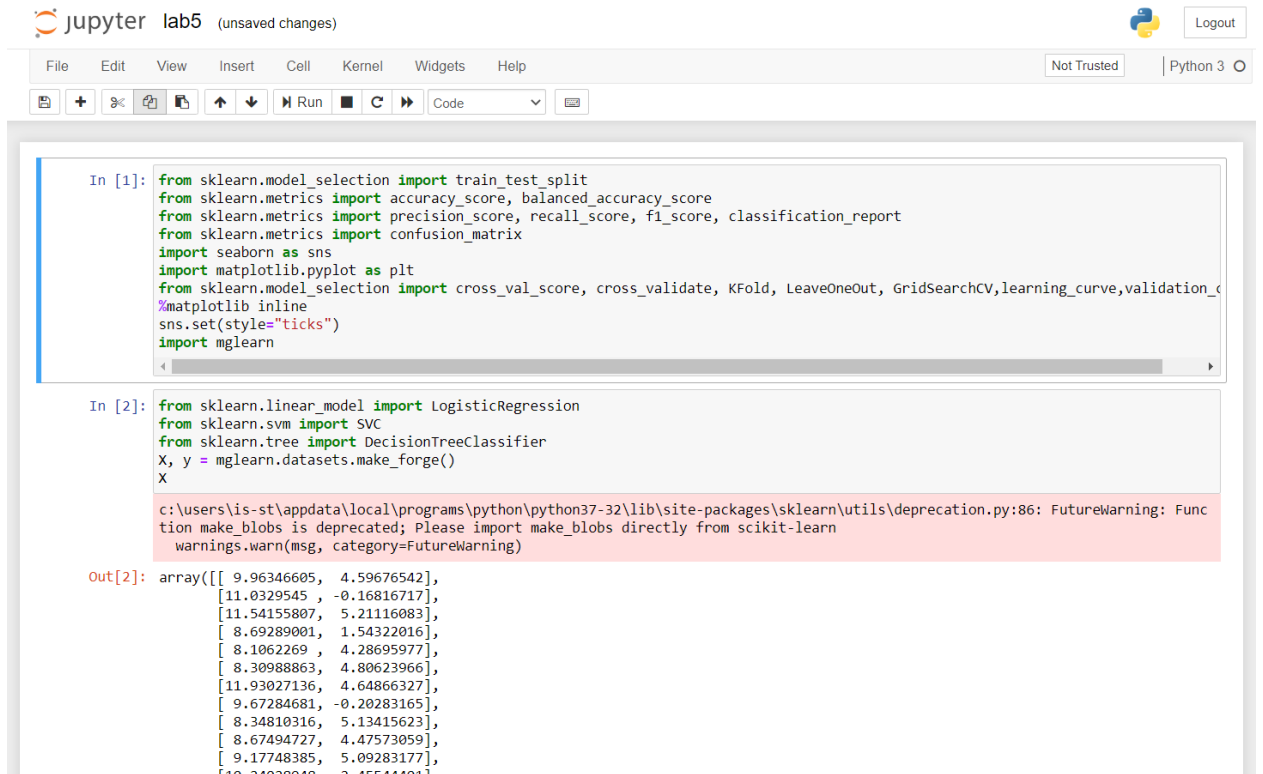 jupyter lab5 (unsaved changes) Logout
File Edit View Insert Cell Kernel Widgets Help Not Trusted Python 3
Run Code
In [1]: from sklearn.model_selection import train_test_split
from sklearn.metrics import accuracy_score, balanced_accuracy_score
from sklearn.metrics import precision_score, recall_score, f1_score, classification_report
from sklearn.metrics import confusion_matrix
import seaborn as sns
import matplotlib.pyplot as plt
from sklearn.model_selection import cross_val_score, cross_validate, KFold, LeaveOneOut, GridSearchCV,learning_curve,validation_
%matplotlib inline
sns.set(style="ticks")
import mglearn
In [2]: from sklearn.linear_model import LogisticRegression
from sklearn.svm import SVC
from sklearn.tree import DecisionTreeClassifier
X, y = mglearn.datasets.make_forge()
X
c:\users\is-st\appdata\local\programs\python\python37-32\lib\site-packages\sklearn\utils\deprecation.py:86: FutureWarning: Func
tion make_blobs is deprecated; Please import make_blobs directly from scikit-learn
warnings.warn(msg, category=FutureWarning)
Out[2]: array([[ 9.96346605, 4.59676542],
[11.0329545 , -0.16816717],
[11.54155807, 5.21116083],
[ 8.69289001, 1.54322016],
[ 8.1062269 , 4.28695977],
[ 8.30988863, 4.80623966],
[11.93027136, 4.64866327],
[ 9.67284681, -0.20283165],
[ 8.34810316, 5.13415623],
[ 8.67494727, 4.47573059],
[ 9.17748385, 5.09283177],